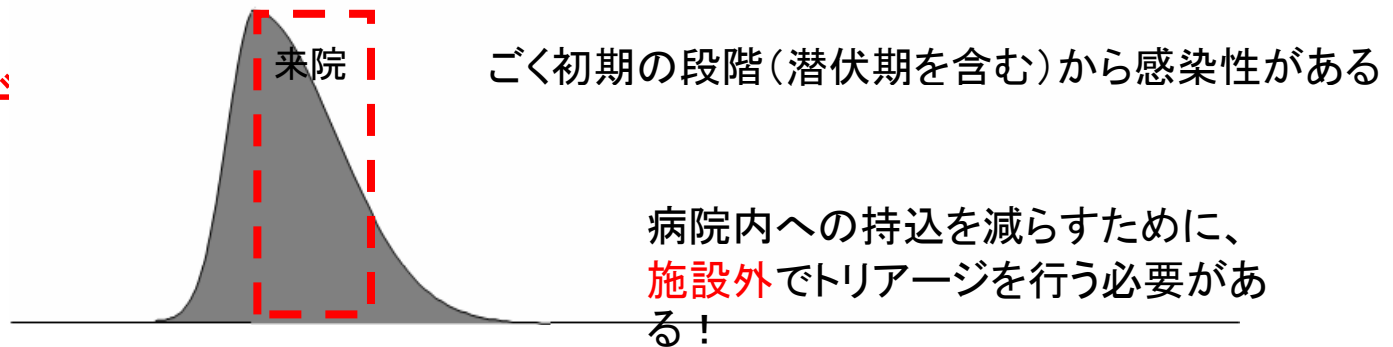 来院
ごく初期の段階(潜伏期を含む)から感染性がある
病院内への持込を減らすために、
施設外でトリアージを行う必要があ
る！